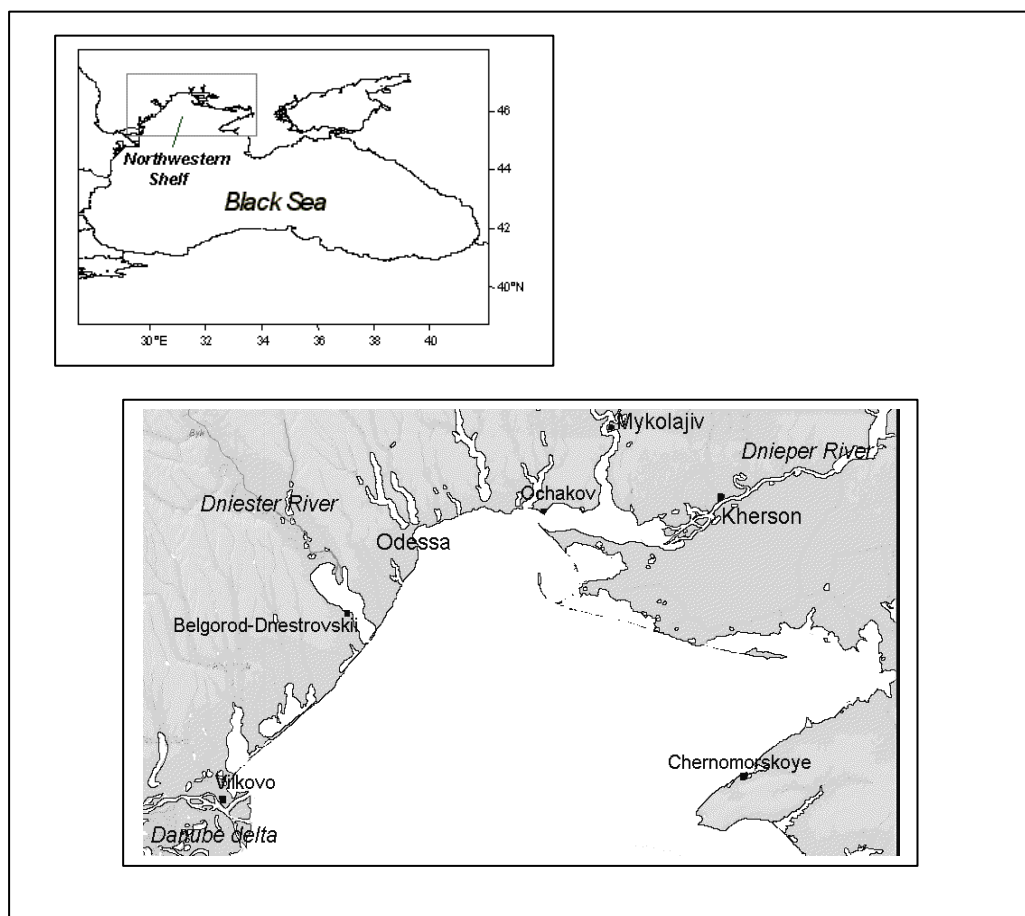 46
Northwestern
Shelf
44
Black Sea
42
40°N
30°E 32 34 36 38 40
Mykolajiv
Dnieper River
Ochakov
Dniester River
Kherson
Odessa
Belgorod-Dnestrovskii
Chernomorskoye
Vilkovo
Danube delta